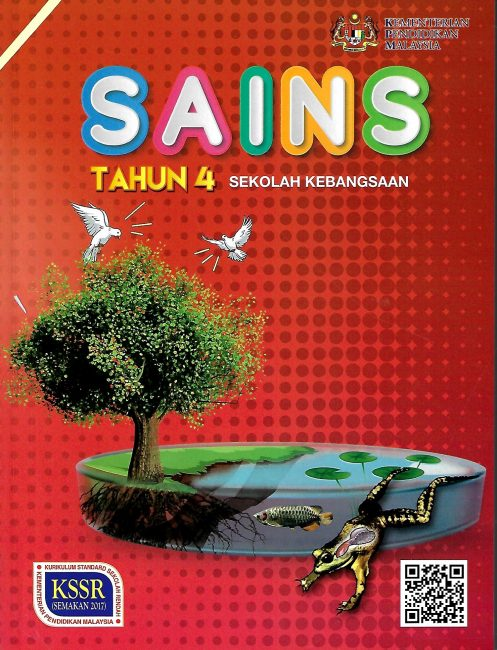 KEMENTERIAN
PENDIDIKAN
MALAYSIA
SAINS
TAHUN 4 SEKOLAH KEBANGSAAN
KURIKULUM STANDARD SEKOLAH RENDAH
KSSR
(SEMAKAN 2017)
KEMENTERIAN PENDIDIKAN MALAYSIA